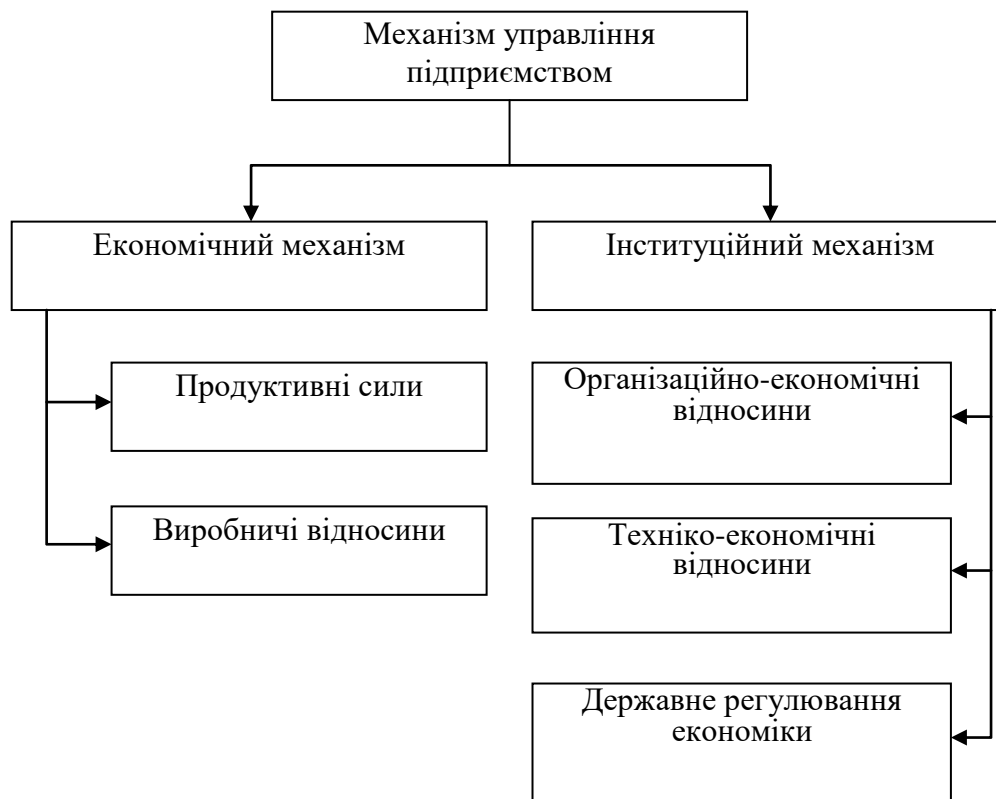 Механізм управління
підприємством
Економічний механізм
Інституційний механізм
Продуктивні сили
Виробничі відносини
Організаційно-економічні
відносини
Техніко-економічні
відносини
Державне регулювання
економіки